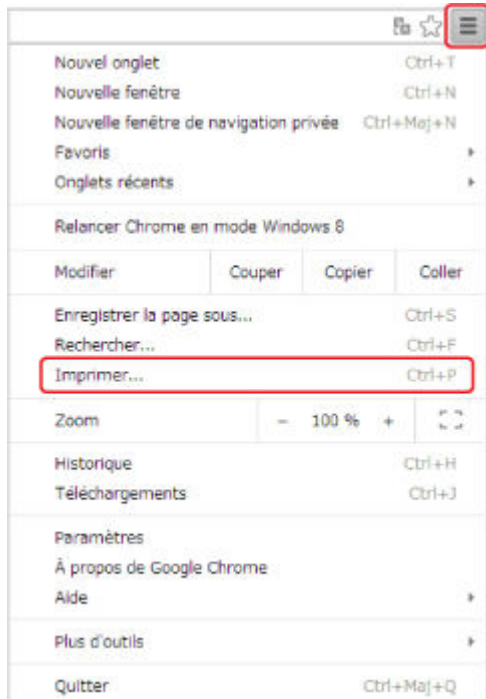 Nouvel onglet Ctrl+T
Nouvelle fenêtre Ctrl+N
Nouvelle fenêtre de navigation privée Ctrl+Maj+N
Favoris
Onglets récents
Relancer Chrome en mode Windows 8
Modifier Couper Copier Coller
Enregistrer la page sous... Ctrl+S
Rechercher... Ctrl+F
Imprimer... Ctrl+P
Zoom - 100 % +
Historique Ctrl+H
Téléchargements Ctrl+J
Paramètres
À propos de Google Chrome
Aide
Plus d'outils
Quitter Ctrl+Maj+Q